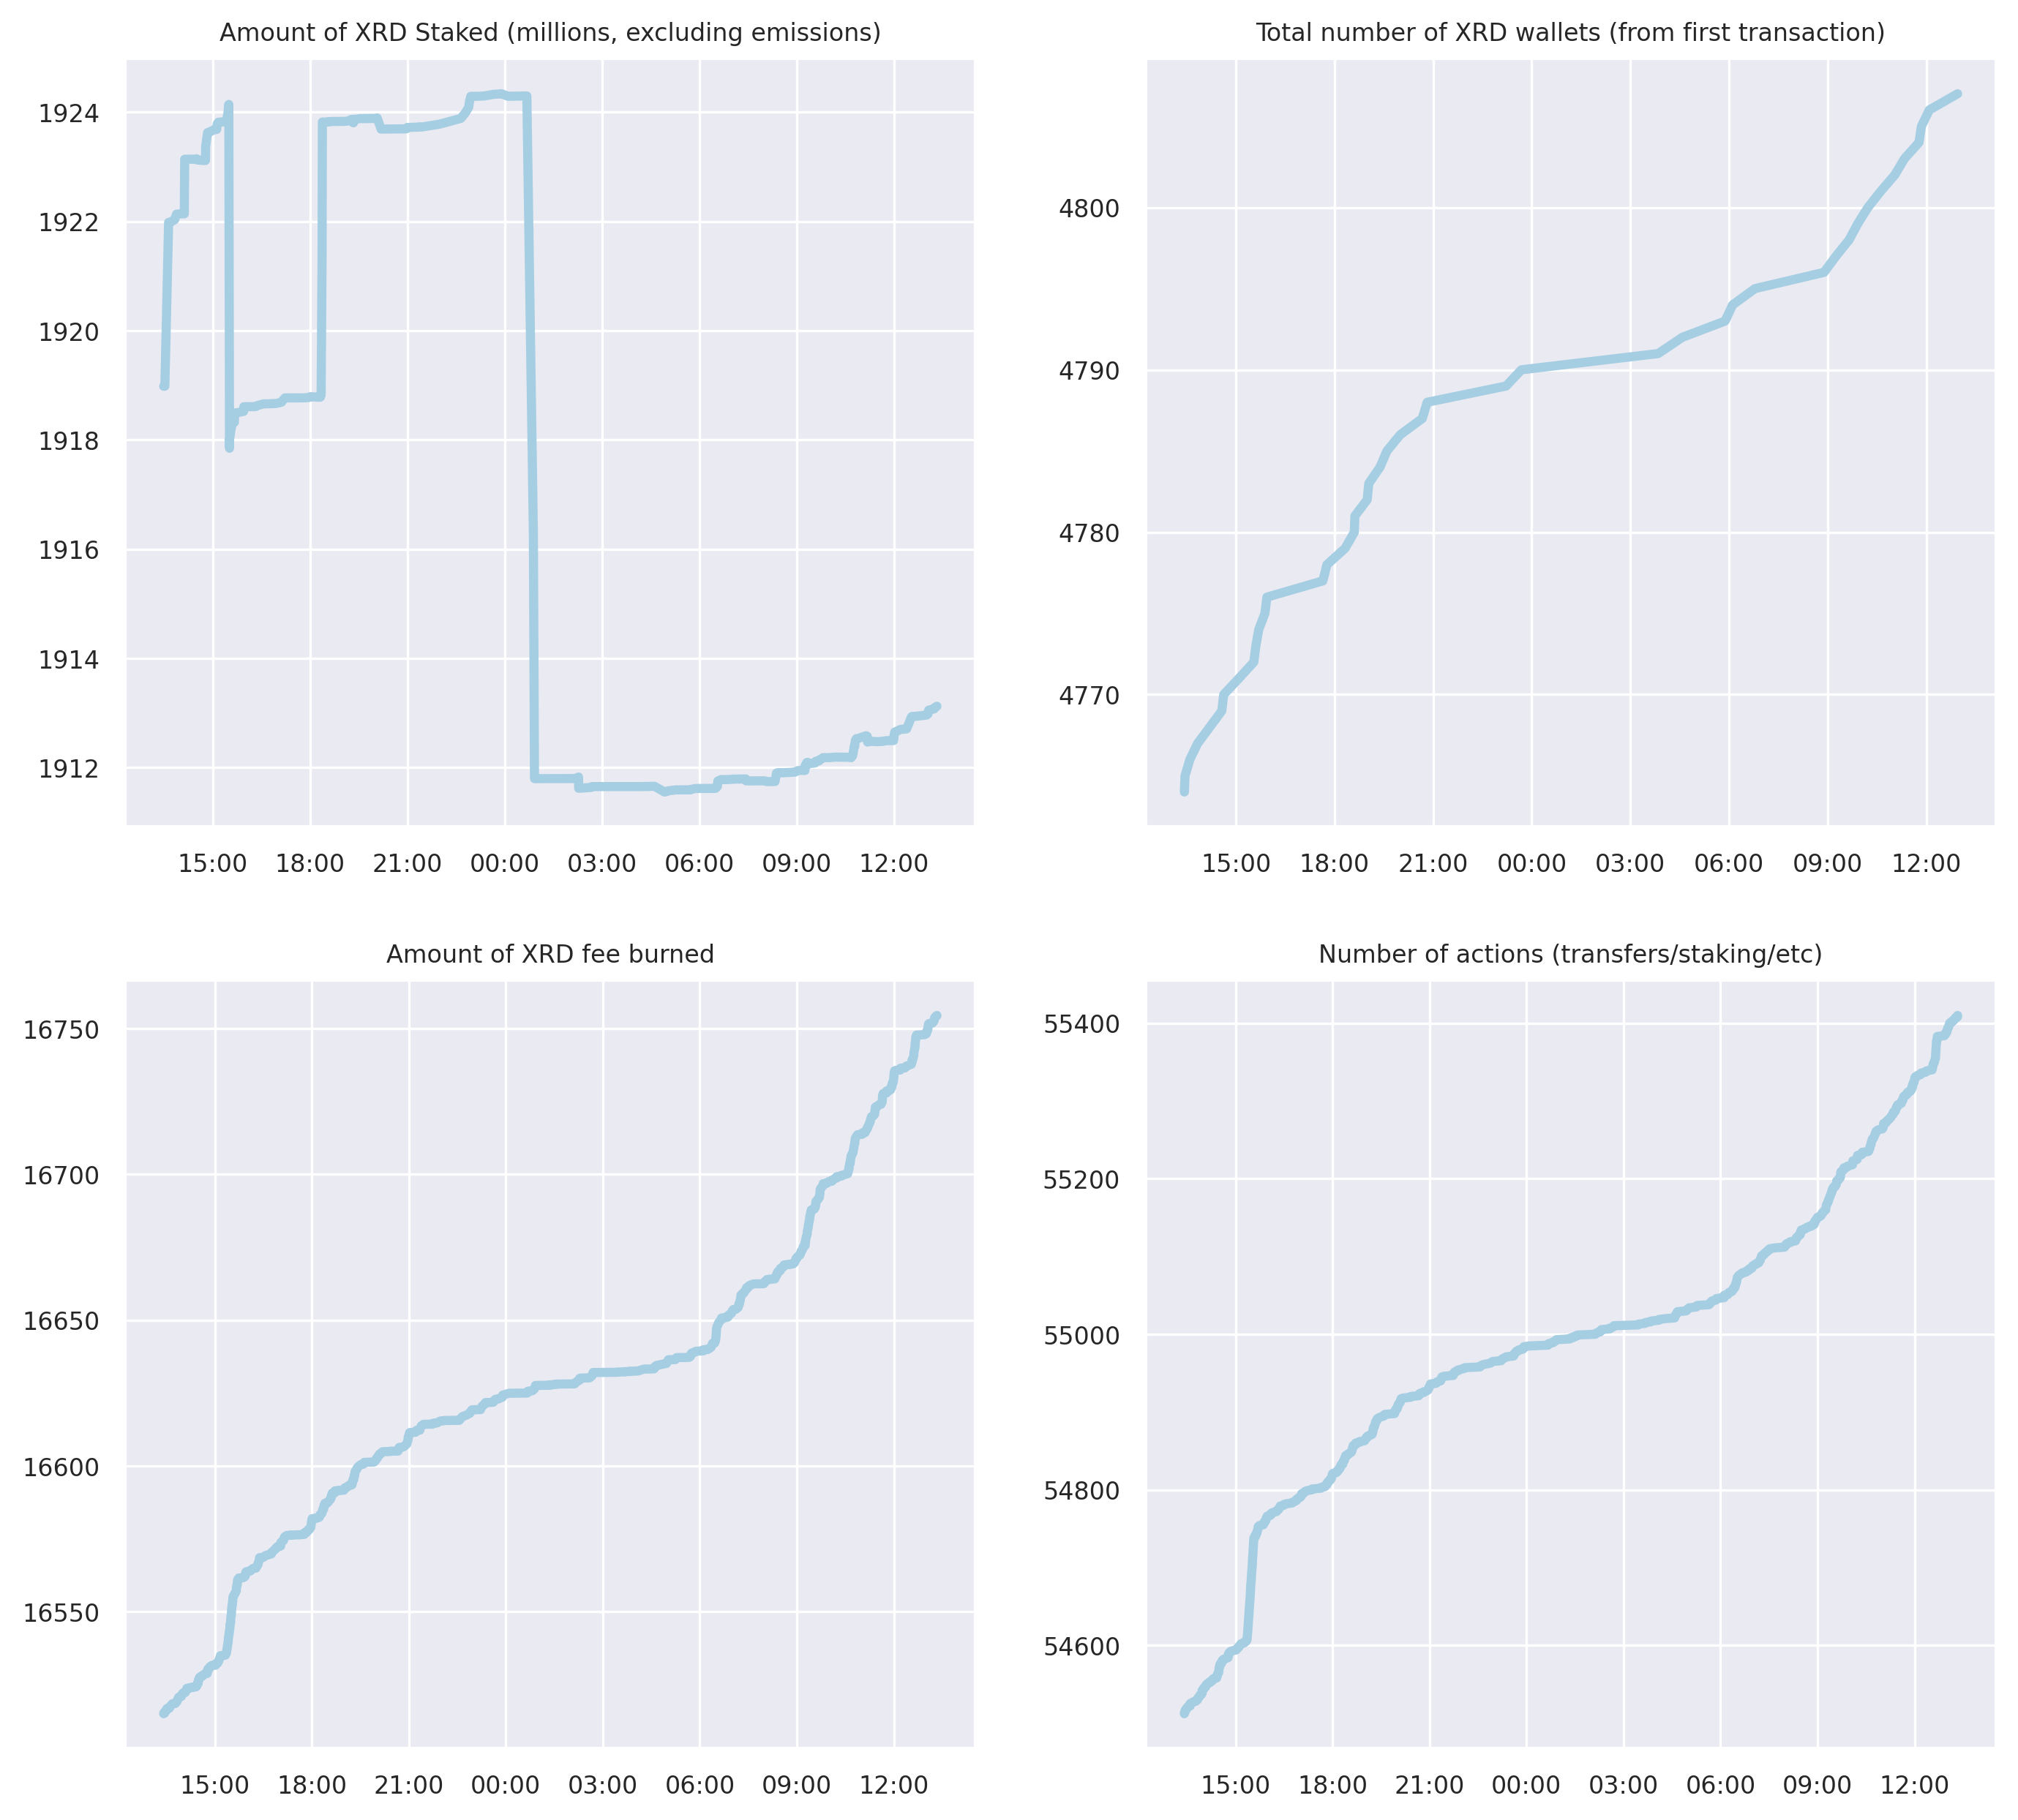 Amount of XRD Staked (millions, excluding emissions)
1924
1922
1920
1918
1916
1914
1912
15:00 18:00 21:00 00:00 03:00 06:00 09:00 12:00
Total number of XRD wallets (from first transaction)
4800
4790
4780
4770
15:00 18:00 21:00 00:00 03:00 06:00 09:00 12:00
Amount of XRD fee burned
16750
16700
16650
16600
16550
15:00 18:00 21:00 00:00 03:00 06:00 09:00 12:00
Number of actions (transfers/staking/etc)
55400
55200
55000
54800
54600
15:00 18:00 21:00 00:00 03:00 06:00 09:00 12:00